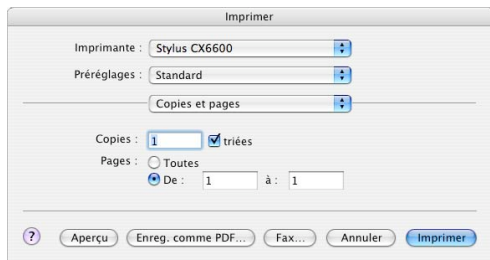 Imprimer
Imprimante : Stylus CX6600
Préréglages : Standard
Copies et pages
Copies : 1 triées
Pages : Toutes
De : 1 à : 1
? Aperçu Enreg. comme PDF... Fax... Annuler Imprimer